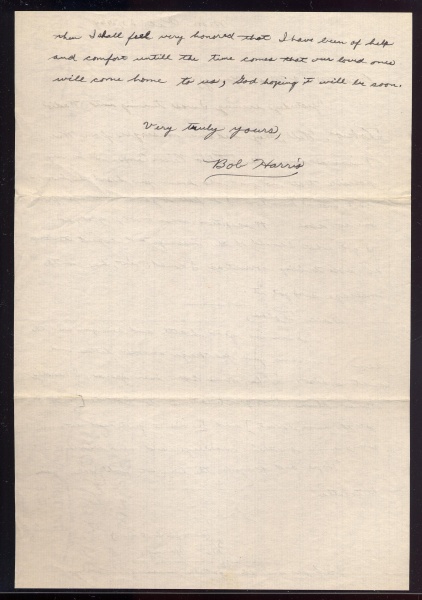 then I shall feel very honored that I have been of help
and comfort untill the time comes that our loved ones
will come home to us, God hoping it will be soon.
Very truly yours,
Bob Harris